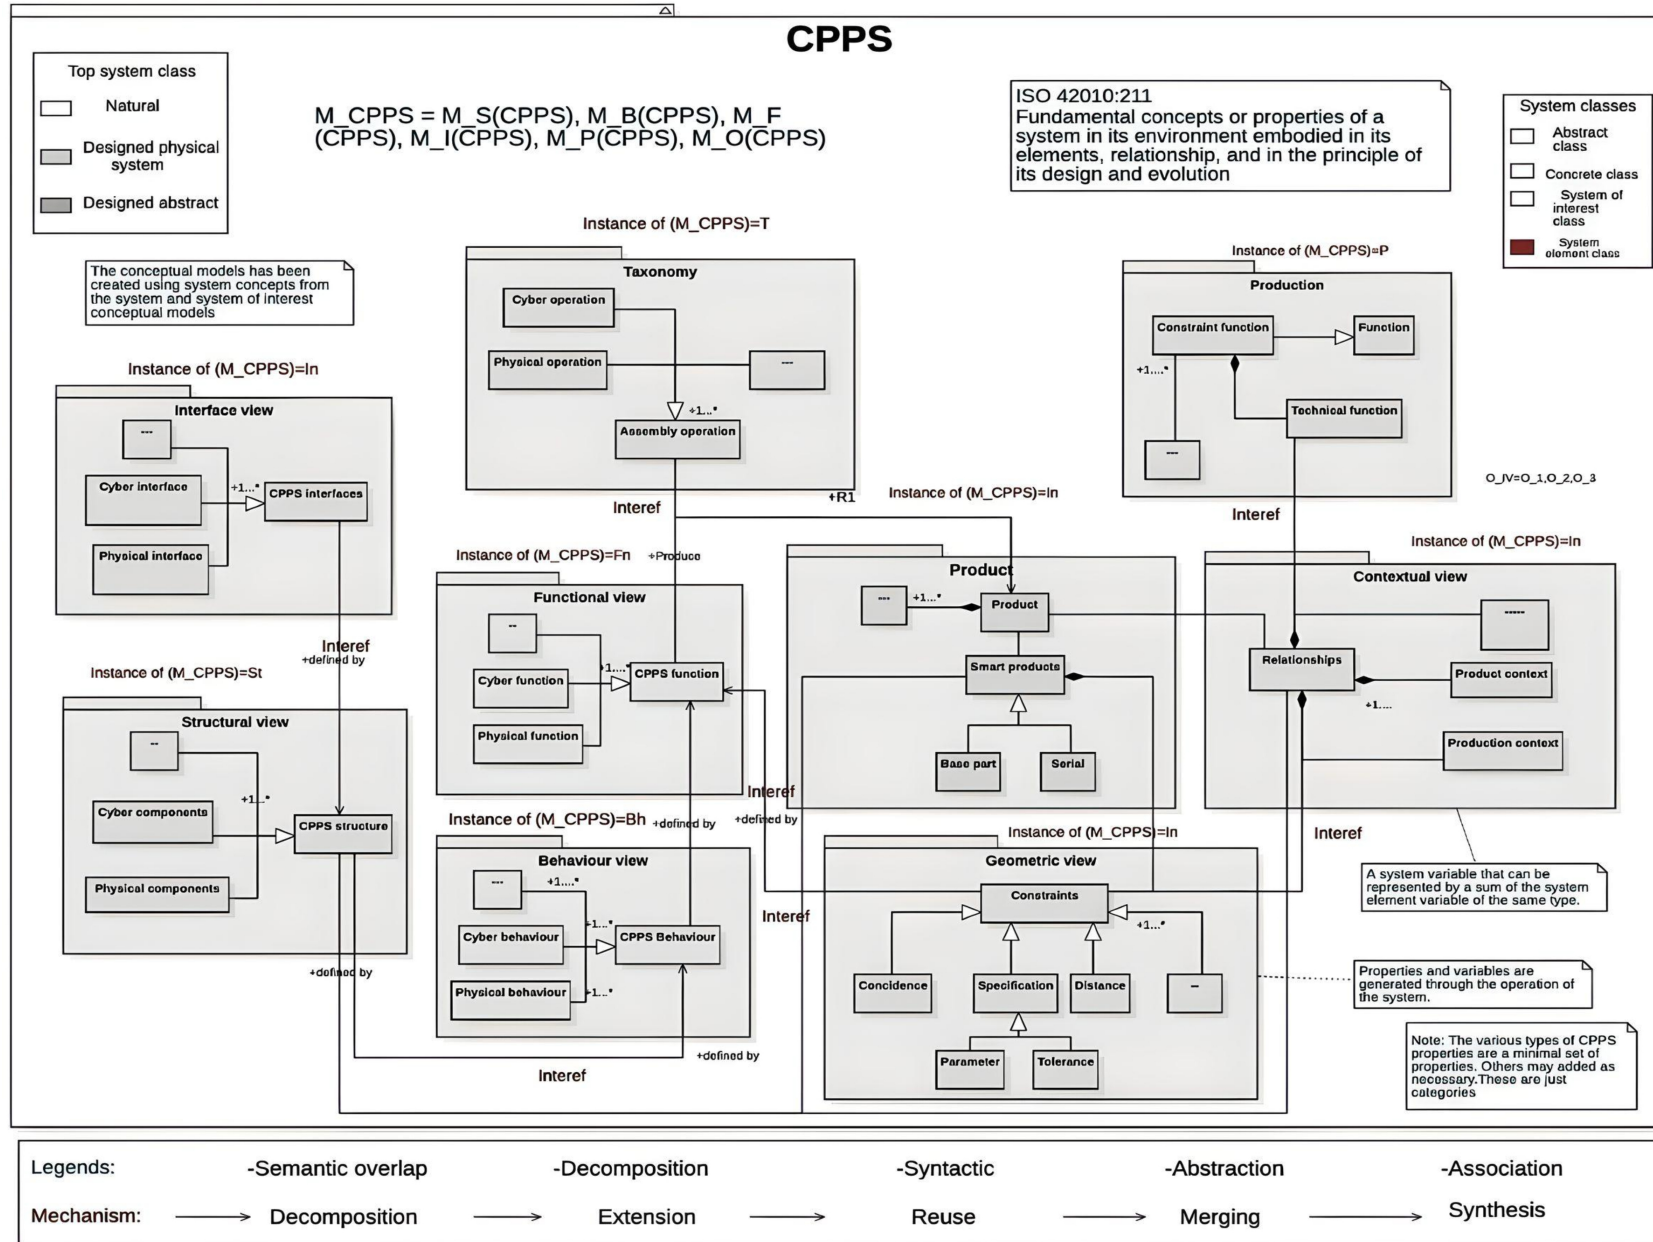 CPPS
Top system class
Natural
Designed physical
system
Designed abstract
M_CPPS = M_S(CPPS), M_B(CPPS), M_F
(CPPS), M_I(CPPS), M_P(CPPS), M_O(CPPS)
ISO 42010:211
Fundamental concepts or properties of a
system in its environment embodied in its
elements, relationship, and in the principle of
its design and evolution
System classes
Abstract
class
Concrete class
System of
interest
class
System
element class
The conceptual models has been
created using system concepts from
the system and system of interest
conceptual models
Instance of (M_CPPS)=T
Taxonomy
Cyber operation
Physical operation
---
+1...*
Assembly operation
+R1
Interef
Instance of (M_CPPS)=P
Production
Constraint function
Function
+1....*
Technical function
---
Interef
O_IV=O_1,O_2,O_3
Instance of (M_CPPS)=In
Interface view
---
Cyber interface
+1...*
CPPS interfaces
Physical interface
Interef
+defined by
Instance of (M_CPPS)=Fn
+Produce
Functional view
--
+1....*
Cyber function
CPPS function
Physical function
Instance of (M_CPPS)=In
Product
---
+1...*
Product
Smart products
Base part
Serial
Instance of (M_CPPS)=In
Contextual view
-----
Relationships
Product context
+1....
Production context
Interef
Instance of (M_CPPS)=St
Structural view
--
+1...*
Cyber components
CPPS structure
Physical components
+defined by
Interef
+defined by
Instance of (M_CPPS)=Bh
+defined by
Behaviour view
---
+1....*
+1...*
Cyber behaviour
CPPS Behaviour
Physical behaviour
+1...*
+defined by
Interef
Interef
Instance of (M_CPPS)=In
Geometric view
Constraints
+1...*
Concidence
Specification
Distance
--
Parameter
Tolerance
A system variable that can be
represented by a sum of the system
element variable of the same type.
Properties and variables are
generated through the operation of
the system.
Note: The various types of CPPS
properties are a minimal set of
properties. Others may added as
necessary.These are just
categories
Legends: -Semantic overlap -Decomposition -Syntactic -Abstraction -Association
Mechanism: Decomposition Extension Reuse Merging Synthesis